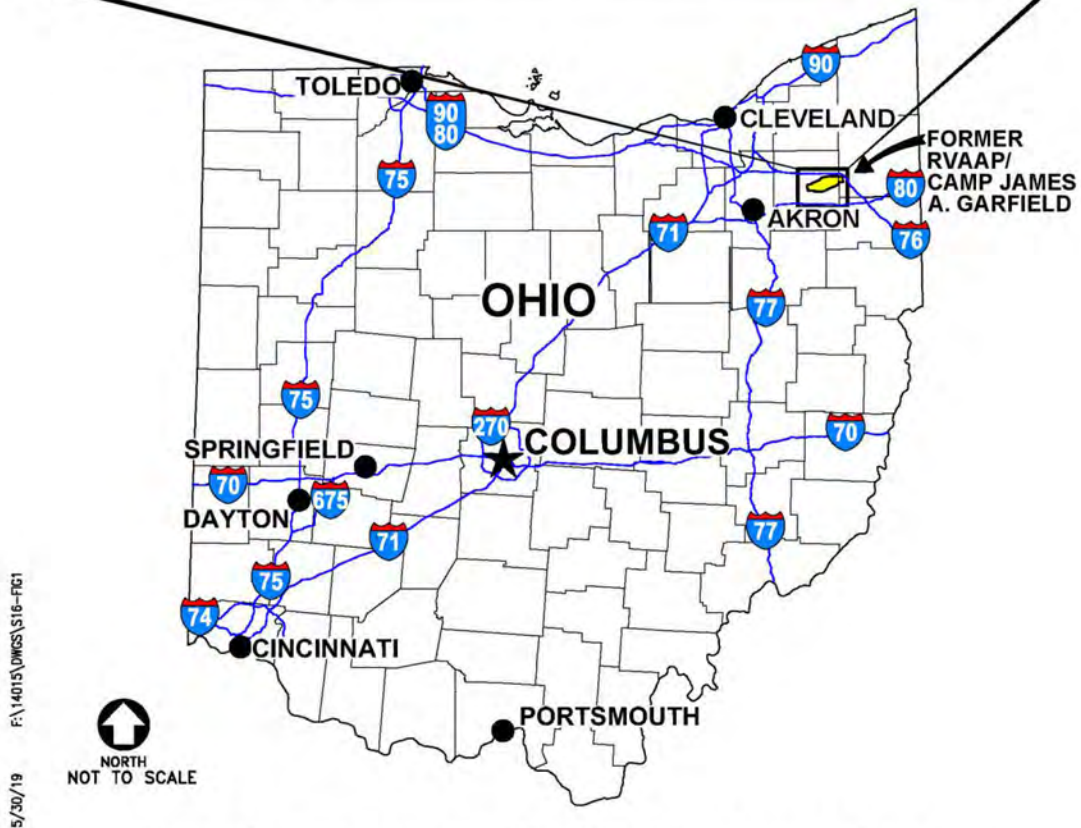 90
TOLEDO
90
80
CLEVELAND
FORMER
RVAAP/
CAMP JAMES
A. GARFIELD
75
80
AKRON
71
76
OHIO
77
75
270
COLUMBUS
70
SPRINGFIELD
70
675
DAYTON
71
77
75
74
CINCINNATI
PORTSMOUTH
NORTH
NOT TO SCALE
5/30/19 F:\14015\DWGS\S16-FIG1